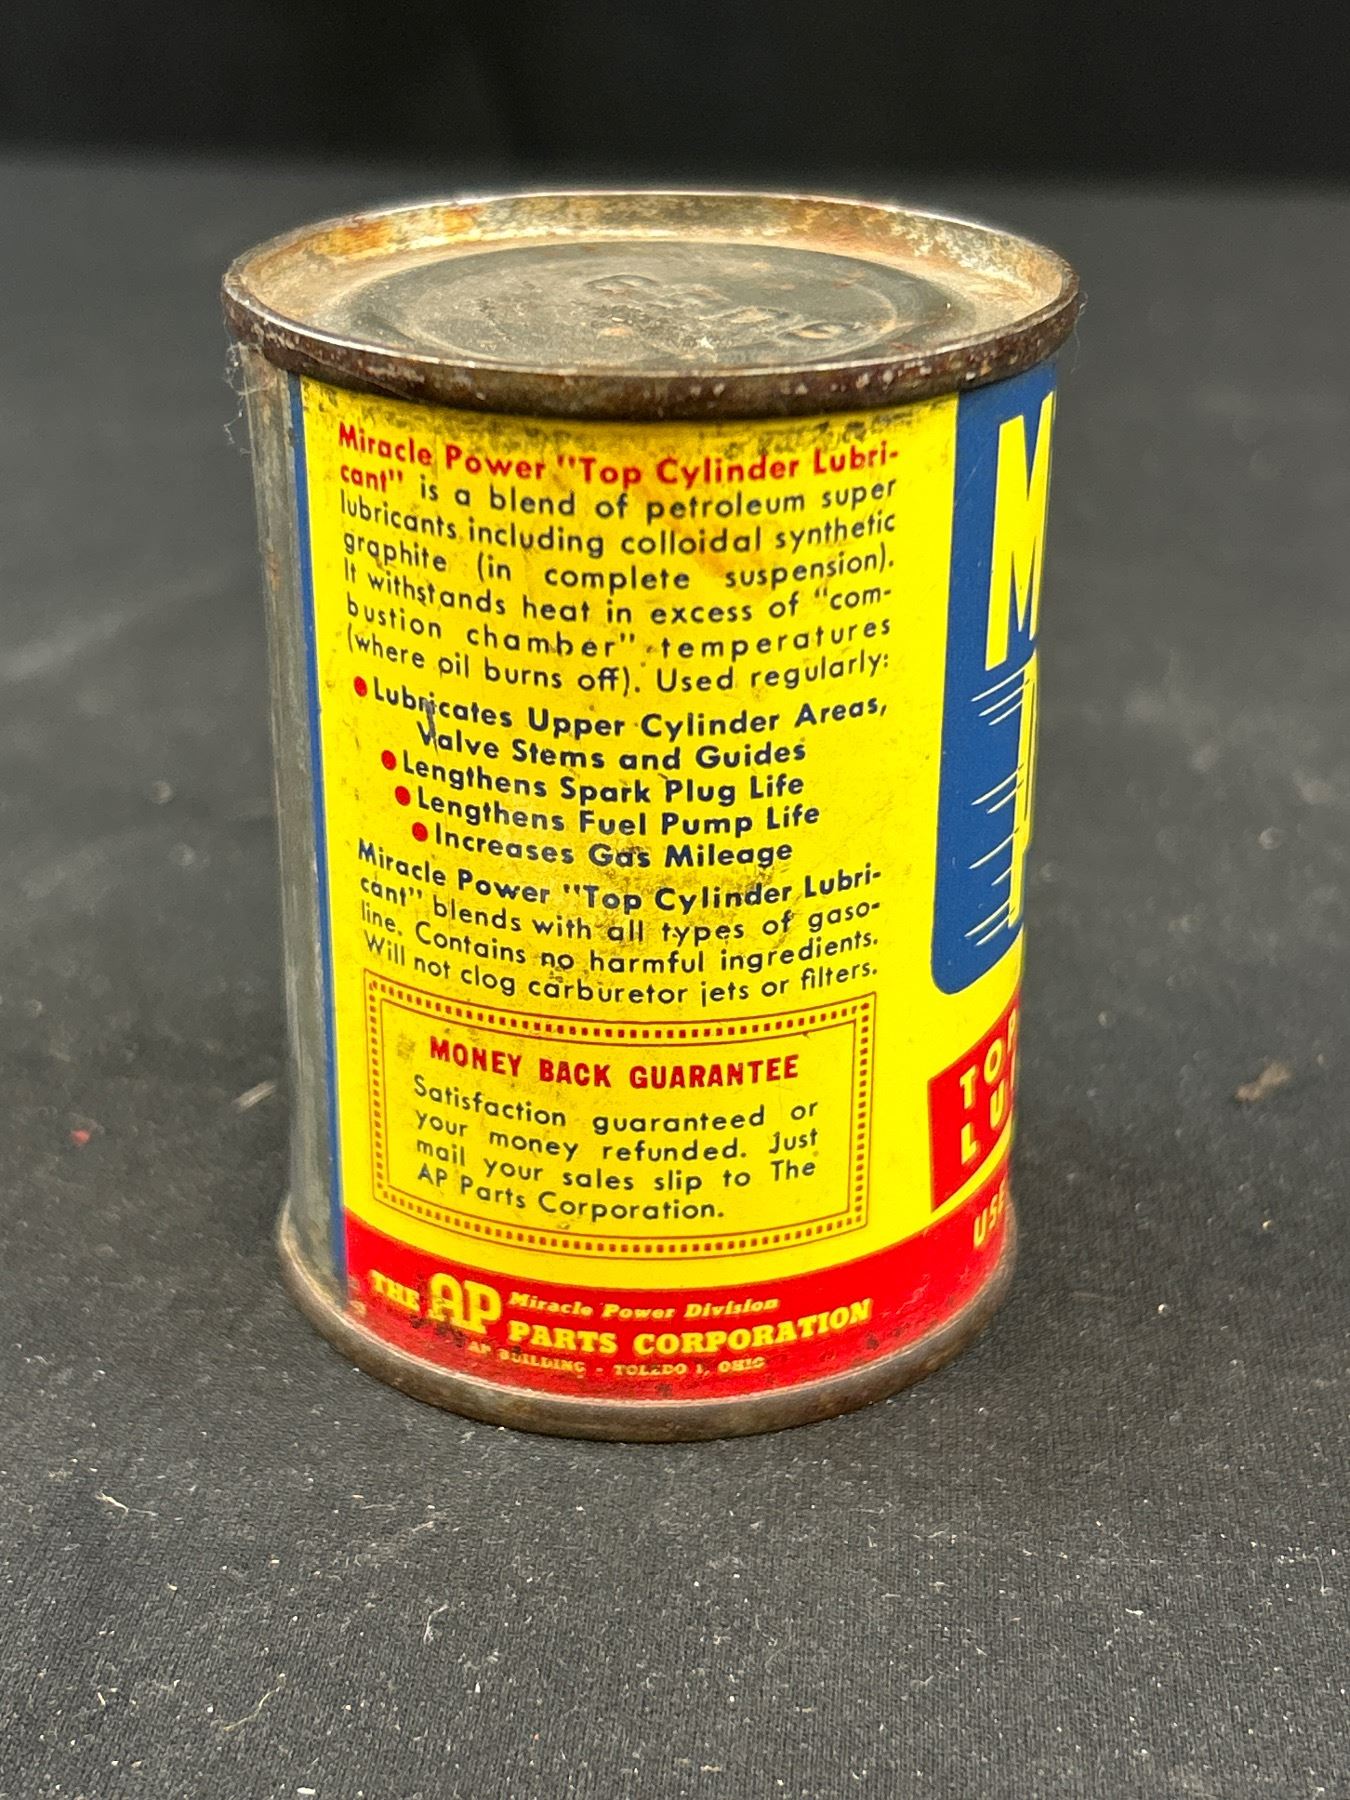 Miracle Power "Top Cylinder Lubri-
cant" is a blend of petroleum super
lubricants including colloidal synthetic
graphite (in complete suspension).
It withstands heat in excess of "com-
bustion chamber" temperatures
(where oil burns off). Used regularly:
• Lubricates Upper Cylinder Areas,
Valve Stems and Guides
• Lengthens Spark Plug Life
• Lengthens Fuel Pump Life
• Increases Gas Mileage
Miracle Power "Top Cylinder Lubri-
cant" blends with all types of gaso-
line. Contains no harmful ingredients.
Will not clog carburetor jets or filters.
MONEY BACK GUARANTEE
Satisfaction guaranteed or
your money refunded. Just
mail your sales slip to The
AP Parts Corporation.
Miracle Power Division
THE AP PARTS CORPORATION
AP BUILDING - TOLEDO 1, OHIO
M
TOP
LU
USE